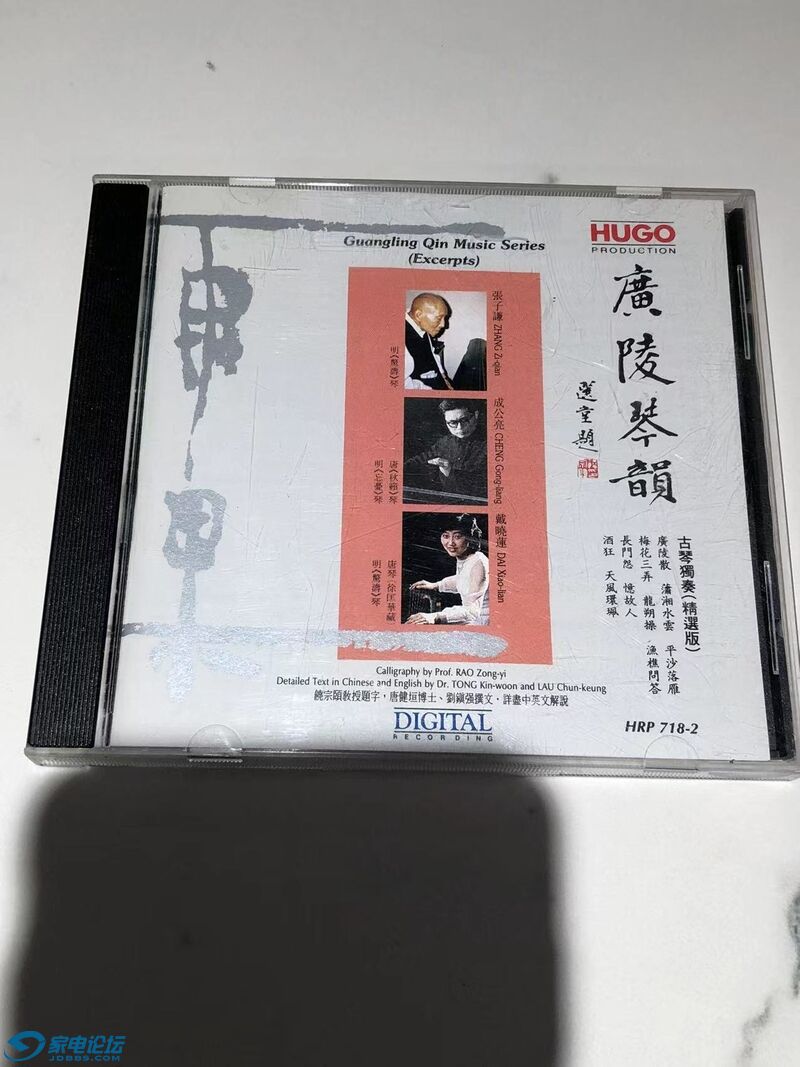 Guangling Qin Music Series
(Excerpts)
HUGO
PRODUCTION
廣陵琴韻
選堂題
張子謙 ZHANG Zi-qian
明《驚濤》琴
成公亮 CHENG Gong-liang
唐《秋籟》琴
明《忘憂》琴
戴曉蓮 DAI Xiao-lian
唐琴(徐匡華藏)
明《驚濤》琴
古琴獨奏(精選版)
廣陵散 瀟湘水雲 平沙落雁
梅花三弄 龍朔操 漁樵問答
長門怨 憶故人
酒狂 天風環珮
Calligraphy by Prof. RAO Zong-yi
Detailed Text in Chinese and English by Dr. TONG Kin-woon and LAU Chun-keung
饒宗頤教授題字，唐健垣博士、劉鎮强撰文，詳盡中英文解說
DIGITAL
RECORDING
HRP 718-2
家电论坛
JDBBS.COM